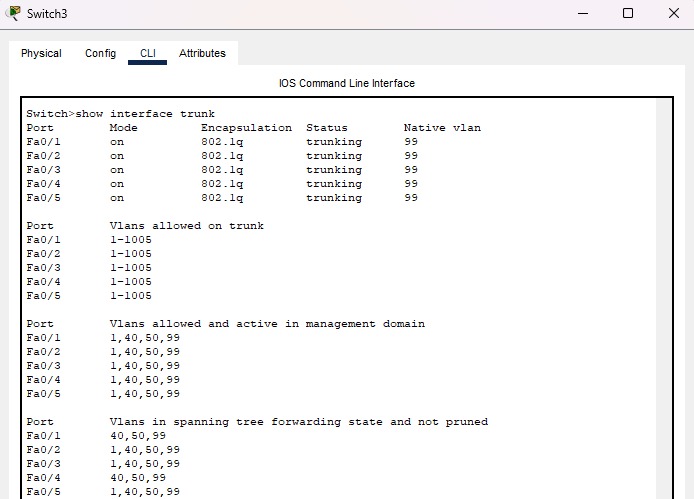 Switch3
Physical Config CLI Attributes
IOS Command Line Interface
Switch>show interface trunk
Port Mode Encapsulation Status Native vlan
Fa0/1 on 802.1q trunking 99
Fa0/2 on 802.1q trunking 99
Fa0/3 on 802.1q trunking 99
Fa0/4 on 802.1q trunking 99
Fa0/5 on 802.1q trunking 99
Port Vlans allowed on trunk
Fa0/1 1-1005
Fa0/2 1-1005
Fa0/3 1-1005
Fa0/4 1-1005
Fa0/5 1-1005
Port Vlans allowed and active in management domain
Fa0/1 1,40,50,99
Fa0/2 1,40,50,99
Fa0/3 1,40,50,99
Fa0/4 1,40,50,99
Fa0/5 1,40,50,99
Port Vlans in spanning tree forwarding state and not pruned
Fa0/1 40,50,99
Fa0/2 1,40,50,99
Fa0/3 1,40,50,99
Fa0/4 40,50,99
Fa0/5 1,40,50,99